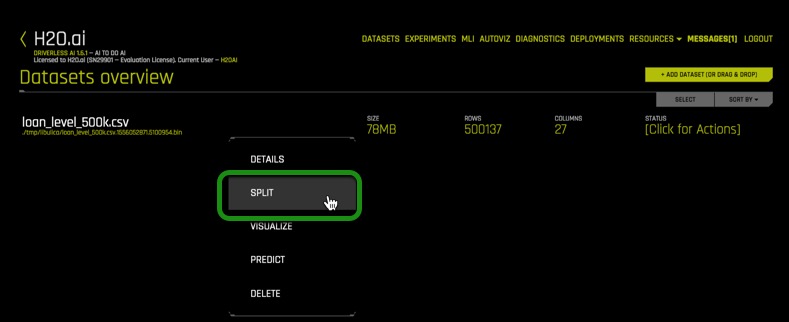 H2O.ai
DRIVERLESS AI 1.6.1 – AI TO DO AI
Licensed to H2O.ai (SN29901 – Evaluation License). Current User – H2OAI
DATASETS EXPERIMENTS MLI AUTOVIZ DIAGNOSTICS DEPLOYMENTS RESOURCES MESSAGES[1] LOGOUT
Datasets overview
+ ADD DATASET (OR DRAG & DROP)
SELECT SORT BY
loan_level_500k.csv
./tmp/libulica/loan_level_500k.csv.1556052871.5100954.bin
SIZE ROWS COLUMNS STATUS
78MB 500137 27 [Click for Actions]
DETAILS
SPLIT
VISUALIZE
PREDICT
DELETE